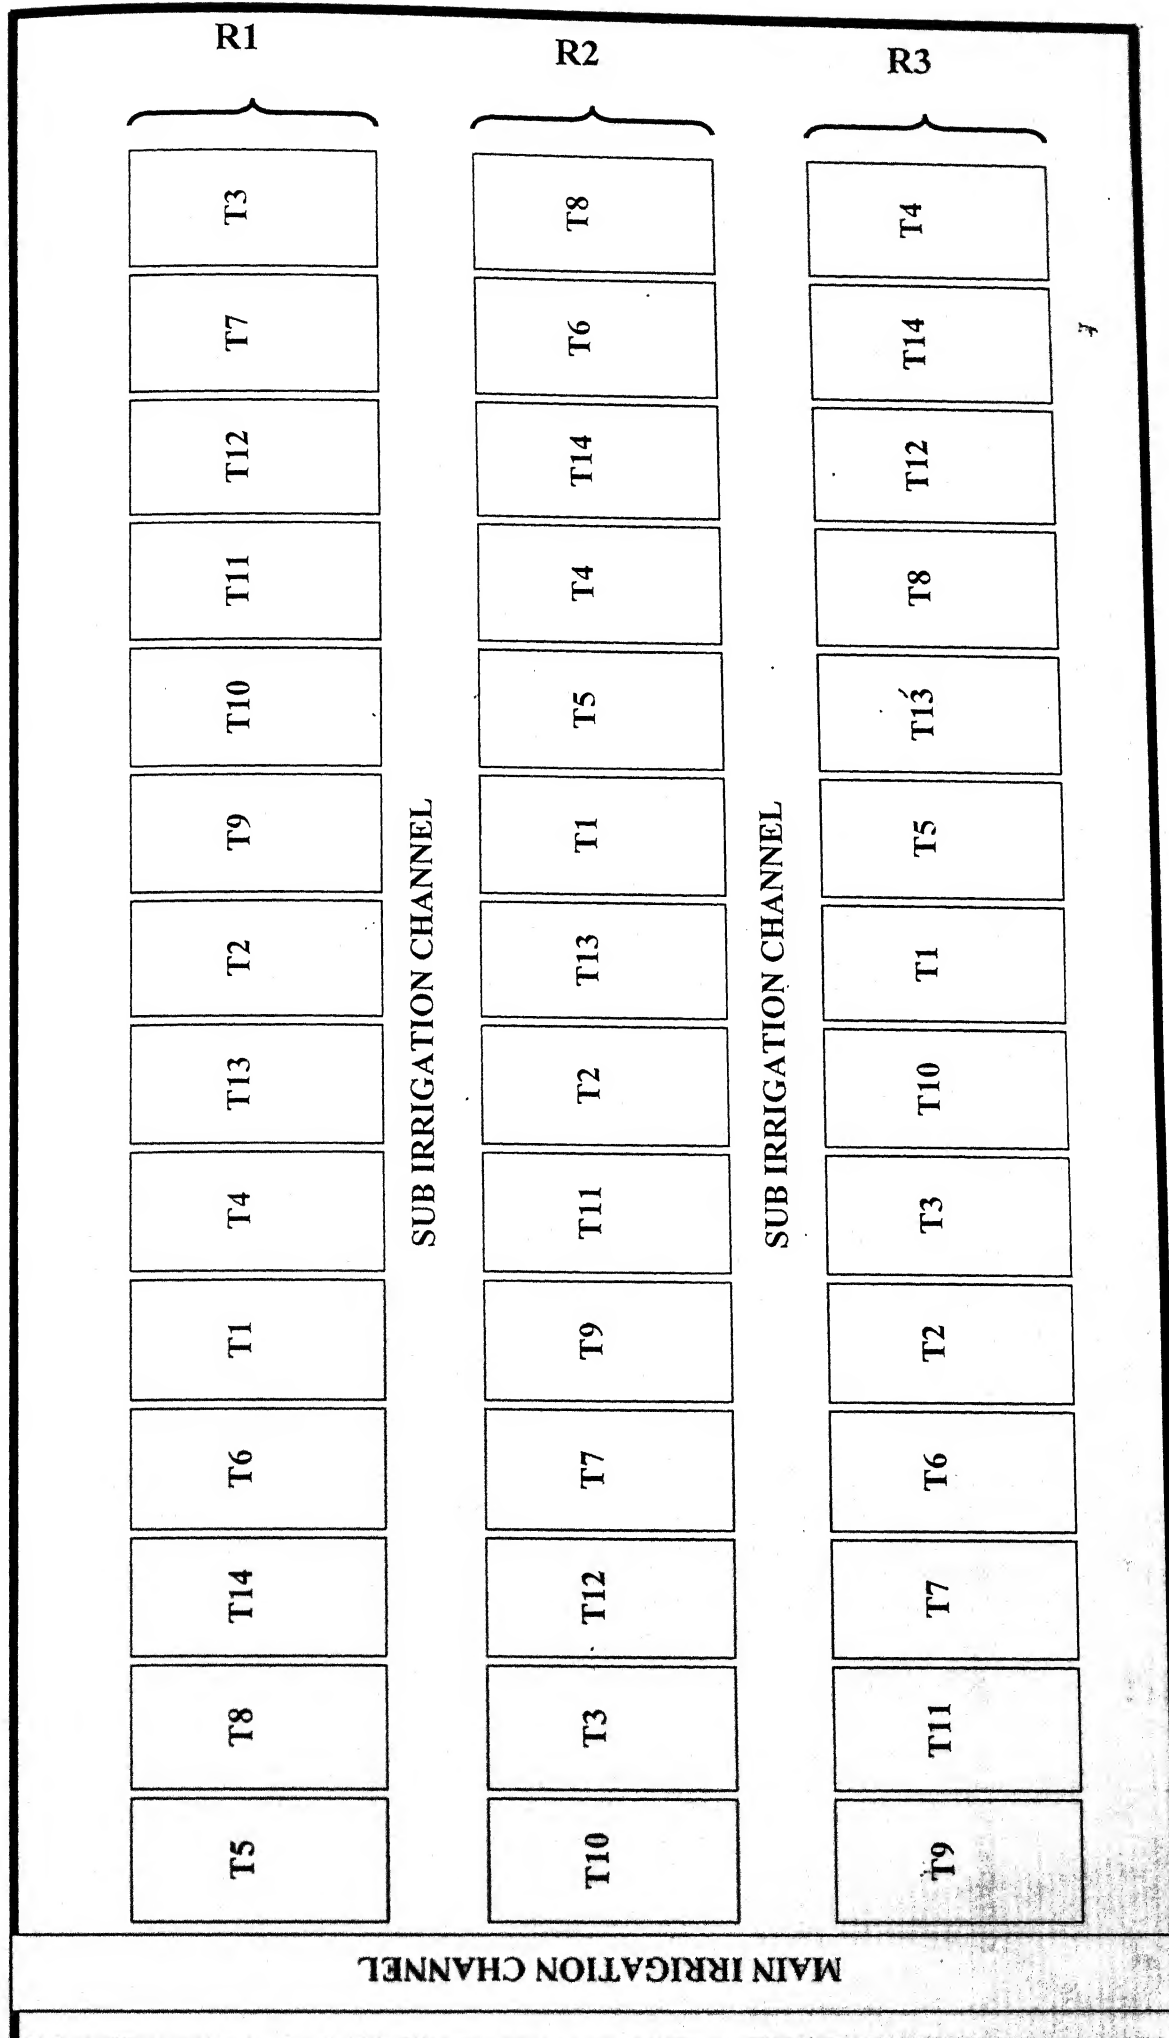 R1 R2 R3
T3 T8 T4
T7 T6 T14
T12 T14 T12
T11 T4 T8
T10 T5 T13
T9 T1 T5
T2 T13 T1
T13 T2 T10
T4 T11 T3
T1 T9 T2
T6 T7 T6
T14 T12 T7
T8 T3 T11
T5 T10 T9
SUB IRRIGATION CHANNEL
SUB IRRIGATION CHANNEL
MAIN IRRIGATION CHANNEL